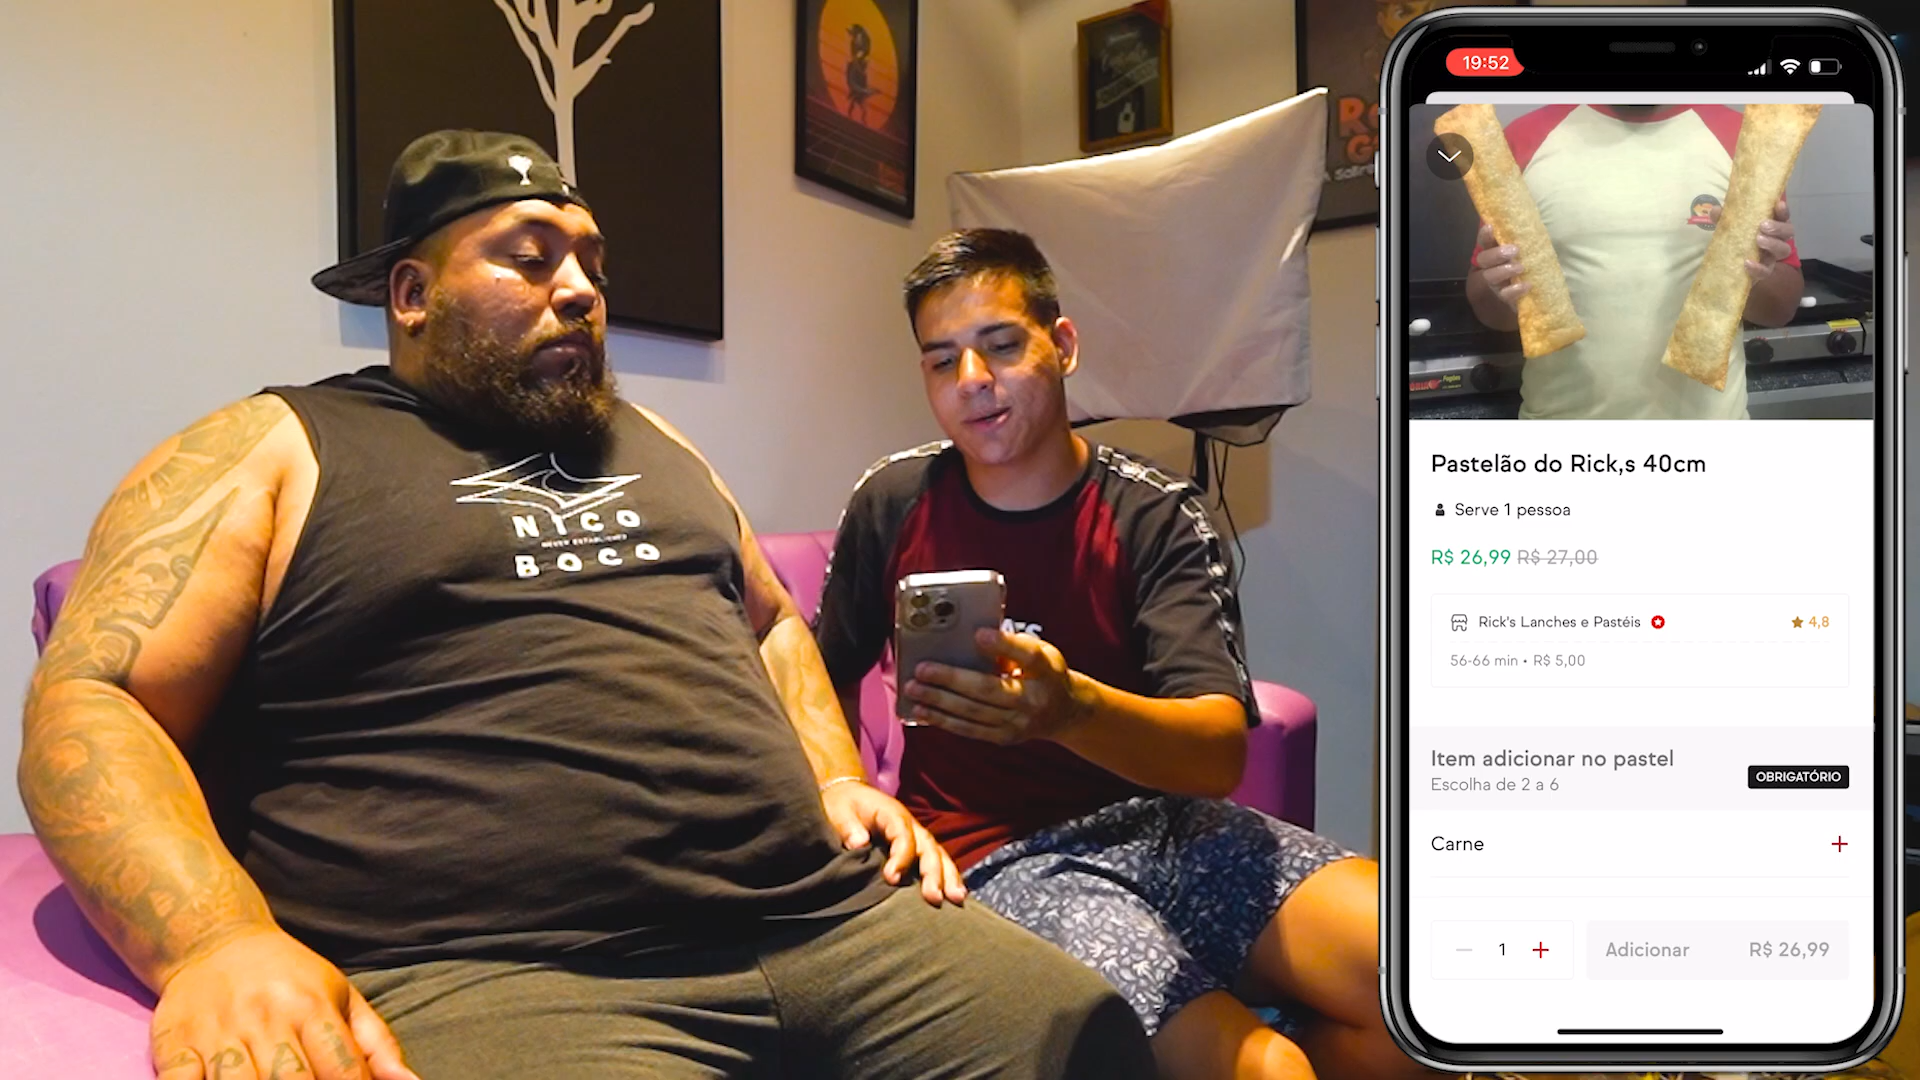 NICO
NEVER ESTABLISHED
BOCO
19:52
Pastelão do Rick,s 40cm
Serve 1 pessoa
R$ 26,99 R$ 27,00
Rick's Lanches e Pastéis
4,8
56-66 min • R$ 5,00
Item adicionar no pastel
Escolha de 2 a 6
OBRIGATÓRIO
Carne
1
Adicionar
R$ 26,99